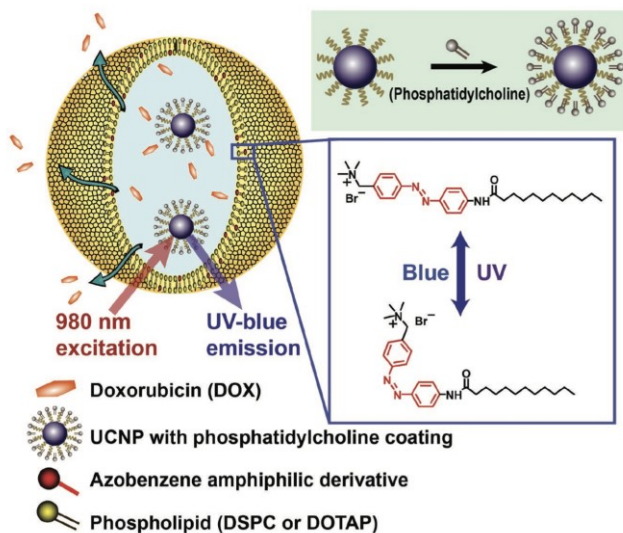 (Phosphatidylcholine)
N
+
Br−
N
N
NH
O
Blue UV
N
+
Br−
N
N
NH
O
980 nm
excitation
UV-blue
emission
Doxorubicin (DOX)
UCNP with phosphatidylcholine coating
Azobenzene amphiphilic derivative
Phospholipid (DSPC or DOTAP)